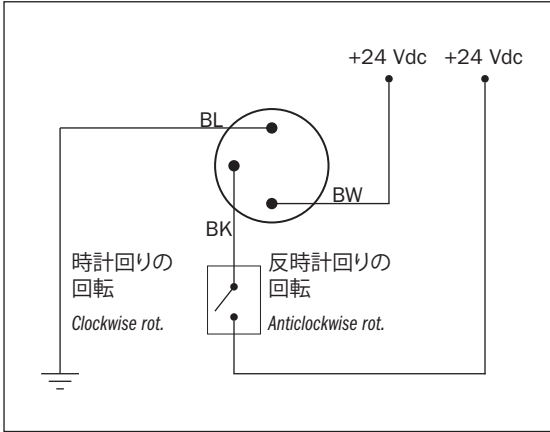 +24 Vdc +24 Vdc
BL
BW
BK
時計回りの
回転
Clockwise rot.
反時計回りの
回転
Anticlockwise rot.